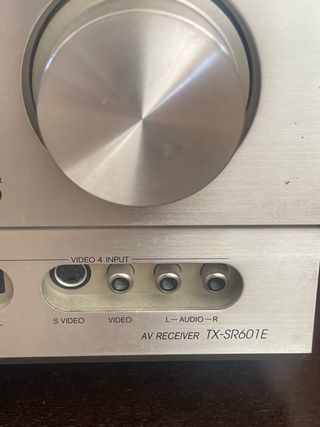 VIDEO 4 INPUT
S VIDEO VIDEO L—AUDIO—R
AV RECEIVER TX-SR601E